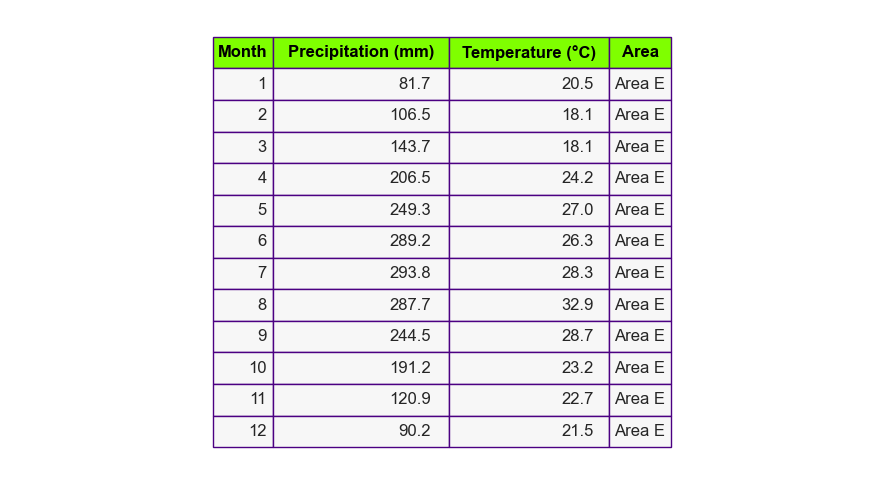 Month Precipitation (mm) Temperature (°C) Area
1 81.7 20.5 Area E
2 106.5 18.1 Area E
3 143.7 18.1 Area E
4 206.5 24.2 Area E
5 249.3 27.0 Area E
6 289.2 26.3 Area E
7 293.8 28.3 Area E
8 287.7 32.9 Area E
9 244.5 28.7 Area E
10 191.2 23.2 Area E
11 120.9 22.7 Area E
12 90.2 21.5 Area E